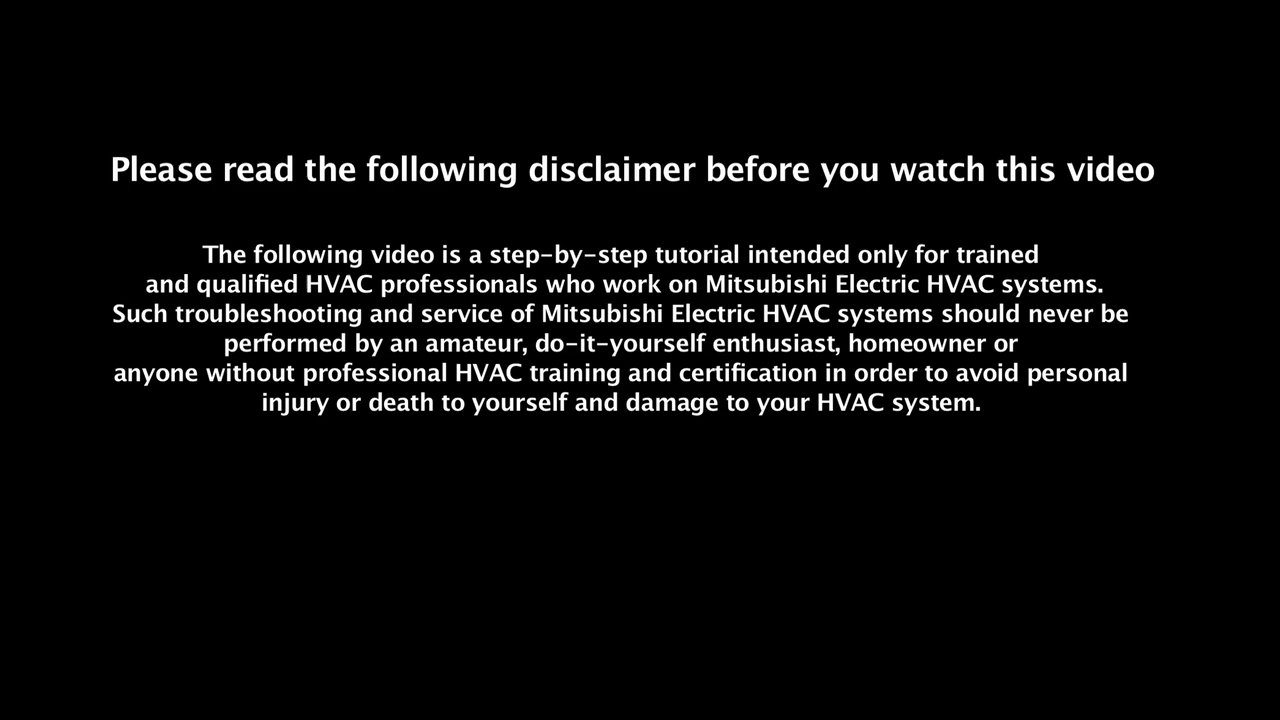 Please read the following disclaimer before you watch this video
The following video is a step-by-step tutorial intended only for trained
and qualified HVAC professionals who work on Mitsubishi Electric HVAC systems.
Such troubleshooting and service of Mitsubishi Electric HVAC systems should never be
performed by an amateur, do-it-yourself enthusiast, homeowner or
anyone without professional HVAC training and certification in order to avoid personal
injury or death to yourself and damage to your HVAC system.